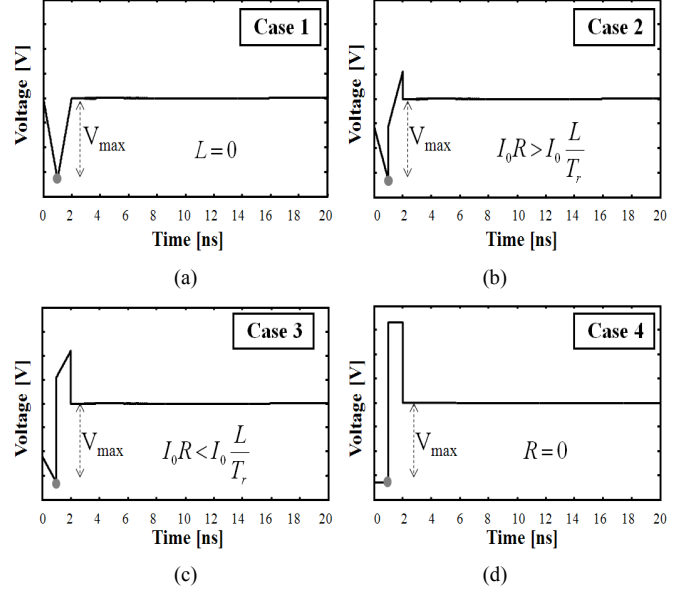 Case 1
Voltage [V]
V_max
L = 0
0 2 4 6 8 10 12 14 16 18 20
Time [ns]
(a)
Case 2
Voltage [V]
V_max
I_0 R > I_0 L/T_r
0 2 4 6 8 10 12 14 16 18 20
Time [ns]
(b)
Case 3
Voltage [V]
V_max
I_0 R < I_0 L/T_r
0 2 4 6 8 10 12 14 16 18 20
Time [ns]
(c)
Case 4
Voltage [V]
V_max
R = 0
0 2 4 6 8 10 12 14 16 18 20
Time [ns]
(d)